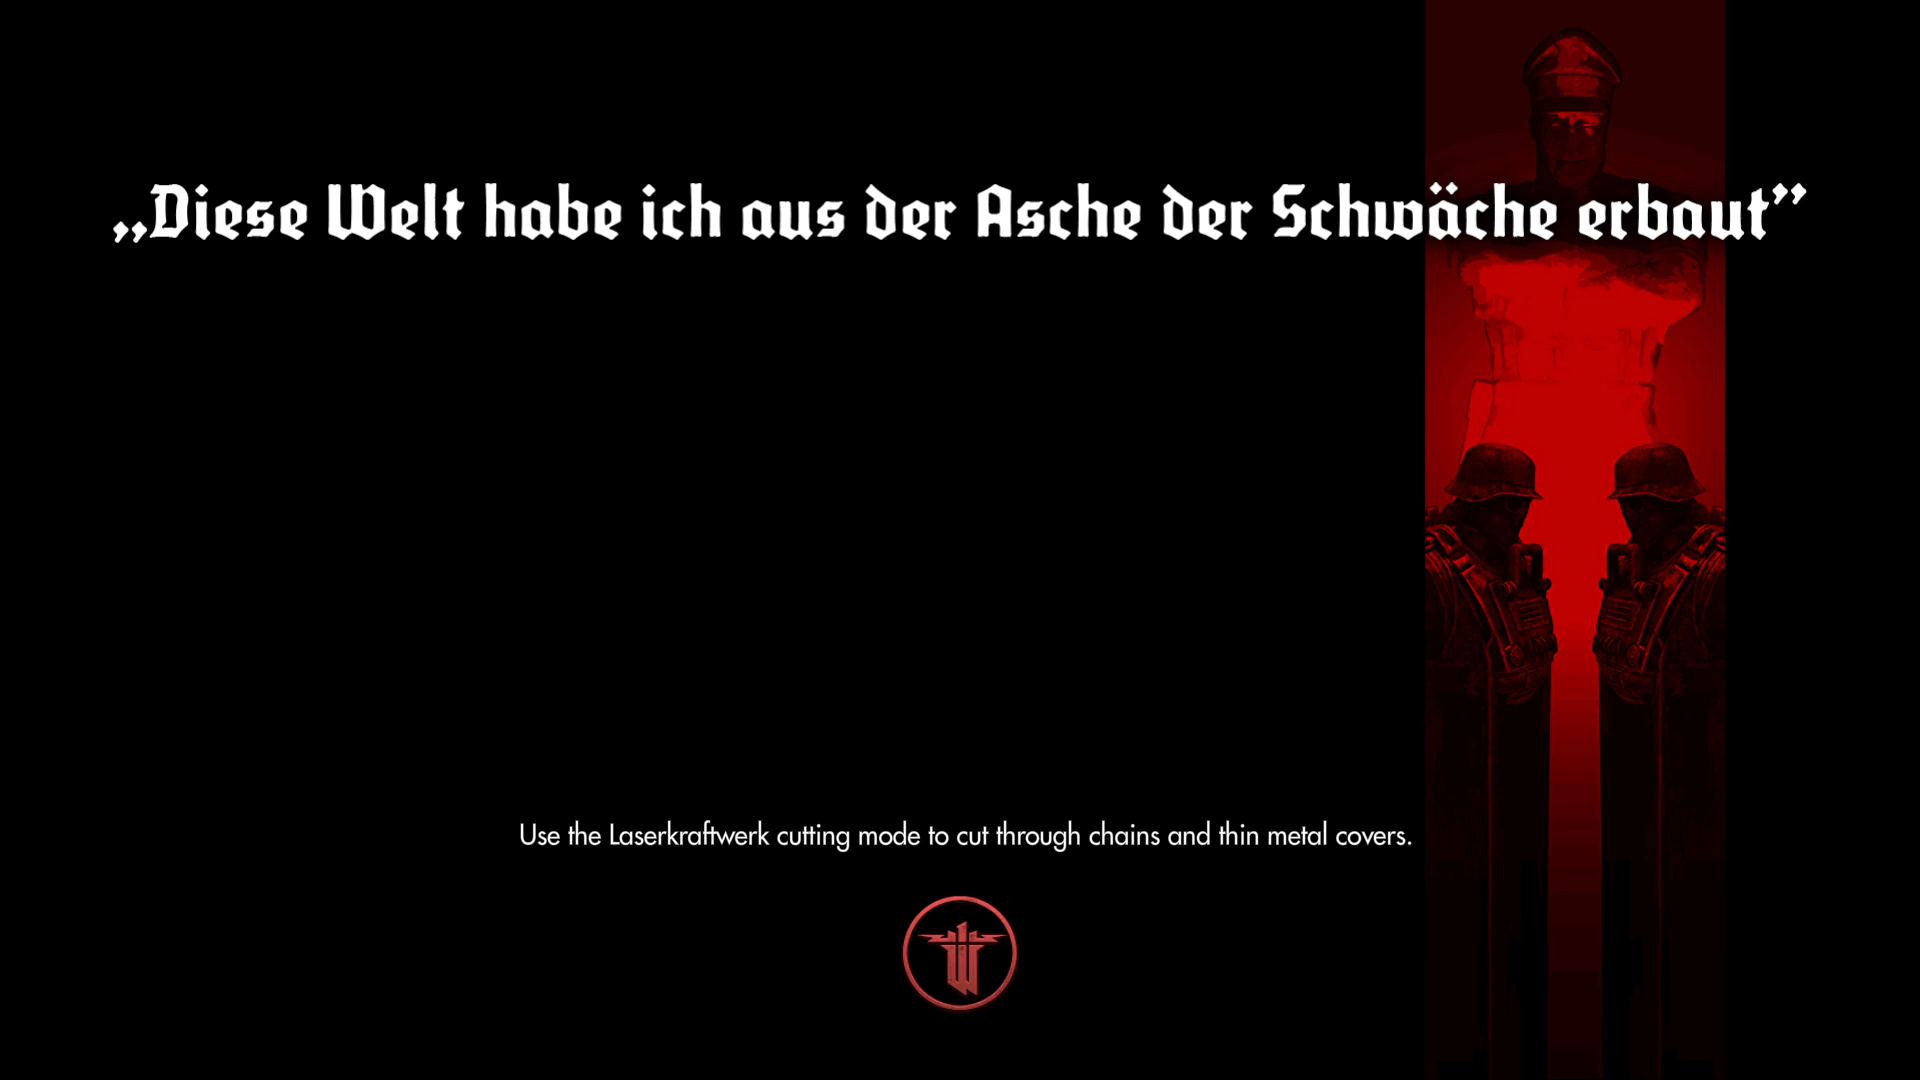 „Diese Welt habe ich aus der Asche der Schwäche erbaut”
Use the Laserkraftwerk cutting mode to cut through chains and thin metal covers.